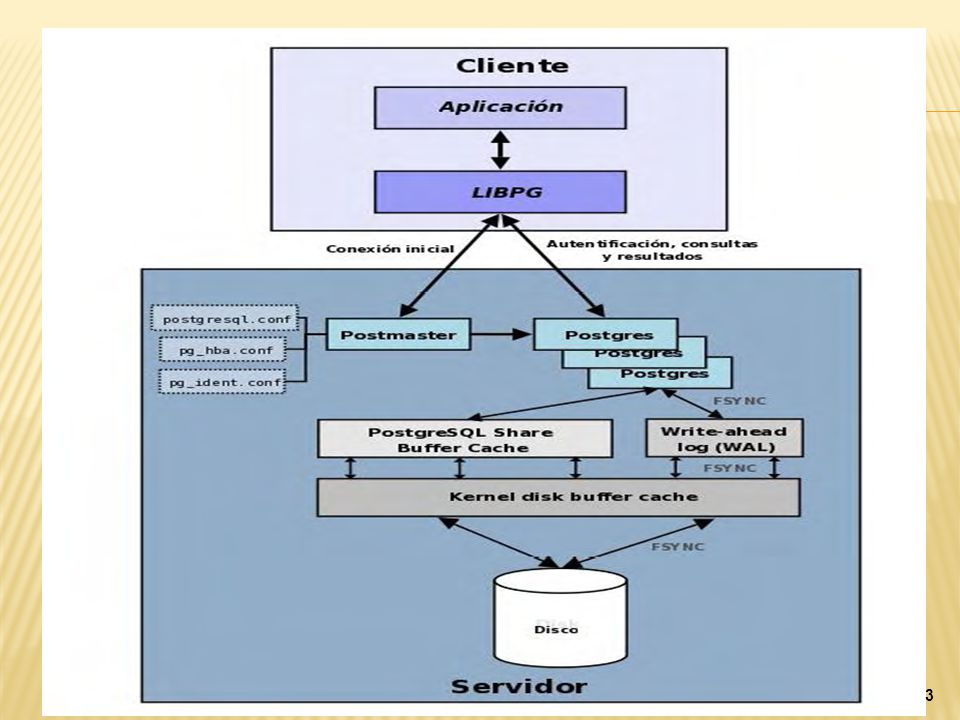 Cliente
Aplicación
LIBPG
Conexión inicial
Autentificación, consultas
y resultados
postgresql.conf
pg_hba.conf
pg_ident.conf
Postmaster
Postgres
Postgres
Postgres
FSYNC
PostgreSQL Share
Buffer Cache
Write-ahead
log (WAL)
FSYNC
Kernel disk buffer cache
FSYNC
Disk
Disco
Servidor
3